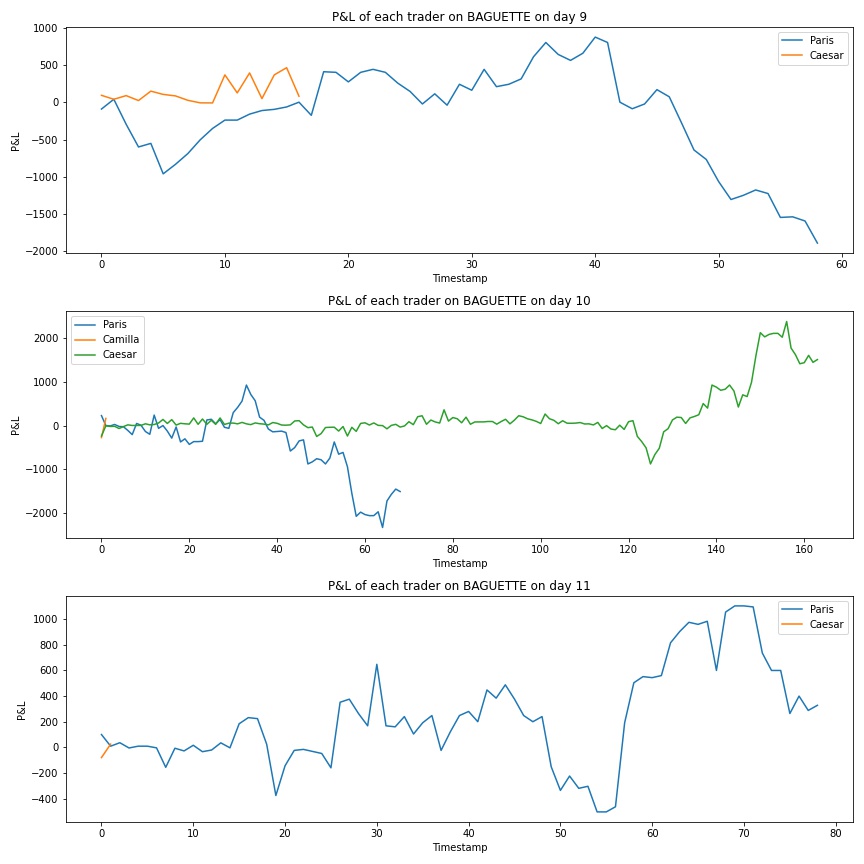 P&L of each trader on BAGUETTE on day 9
1000
500
0
−500
−1000
−1500
−2000
P&L
Paris
Caesar
0
10
20
30
40
50
60
Timestamp
P&L of each trader on BAGUETTE on day 10
2000
1000
0
−1000
−2000
P&L
Paris
Camilla
Caesar
0
20
40
60
80
100
120
140
160
Timestamp
P&L of each trader on BAGUETTE on day 11
1000
800
600
400
200
0
−200
−400
P&L
Paris
Caesar
0
10
20
30
40
50
60
70
80
Timestamp